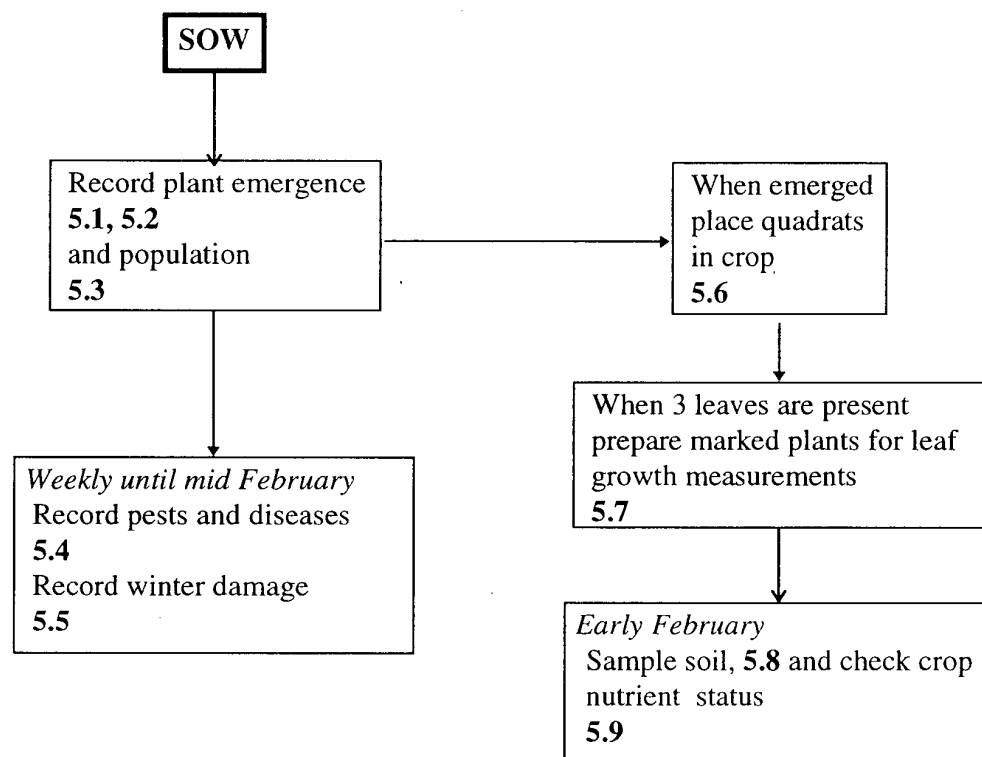 SOW
Record plant emergence
5.1, 5.2
and population
5.3
When emerged
place quadrats
in crop
5.6
When 3 leaves are present
prepare marked plants for leaf
growth measurements
5.7
Weekly until mid February
Record pests and diseases
5.4
Record winter damage
5.5
Early February
Sample soil, 5.8 and check crop
nutrient status
5.9